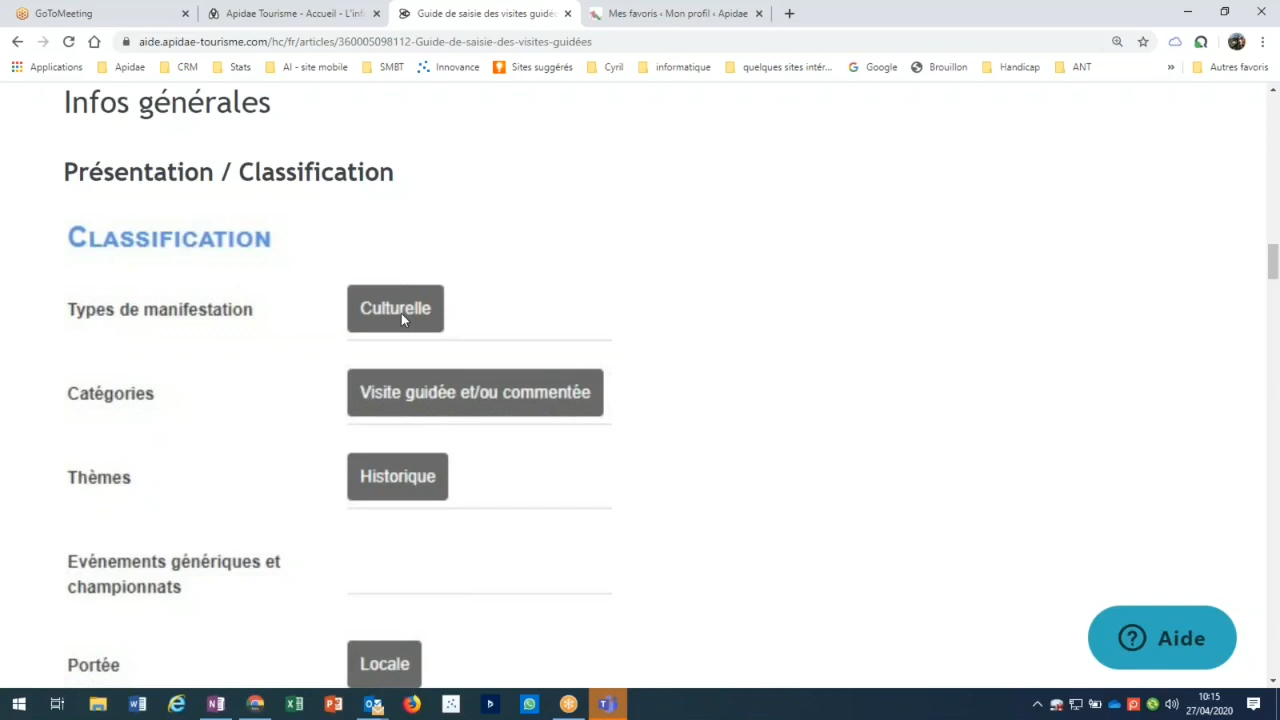 GoToMeeting
Apidae Tourisme - Accueil - L'inf
Guide de saisie des visites guidé
Mes favoris ‹ Mon profil ‹ Apidae
aide.apidae-tourisme.com/hc/fr/articles/360005098112-Guide-de-saisie-des-visites-guidées
Applications Apidae CRM Stats AI - site mobile SMBT Innovance Sites suggérés Cyril informatique quelques sites intér... Google Brouillon Handicap ANT » Autres favoris
Infos générales
Présentation / Classification
CLASSIFICATION
Types de manifestation Culturelle
Catégories Visite guidée et/ou commentée
Thèmes Historique
Evénements génériques et
championnats
Portée Locale
? Aide
10:15
27/04/2020